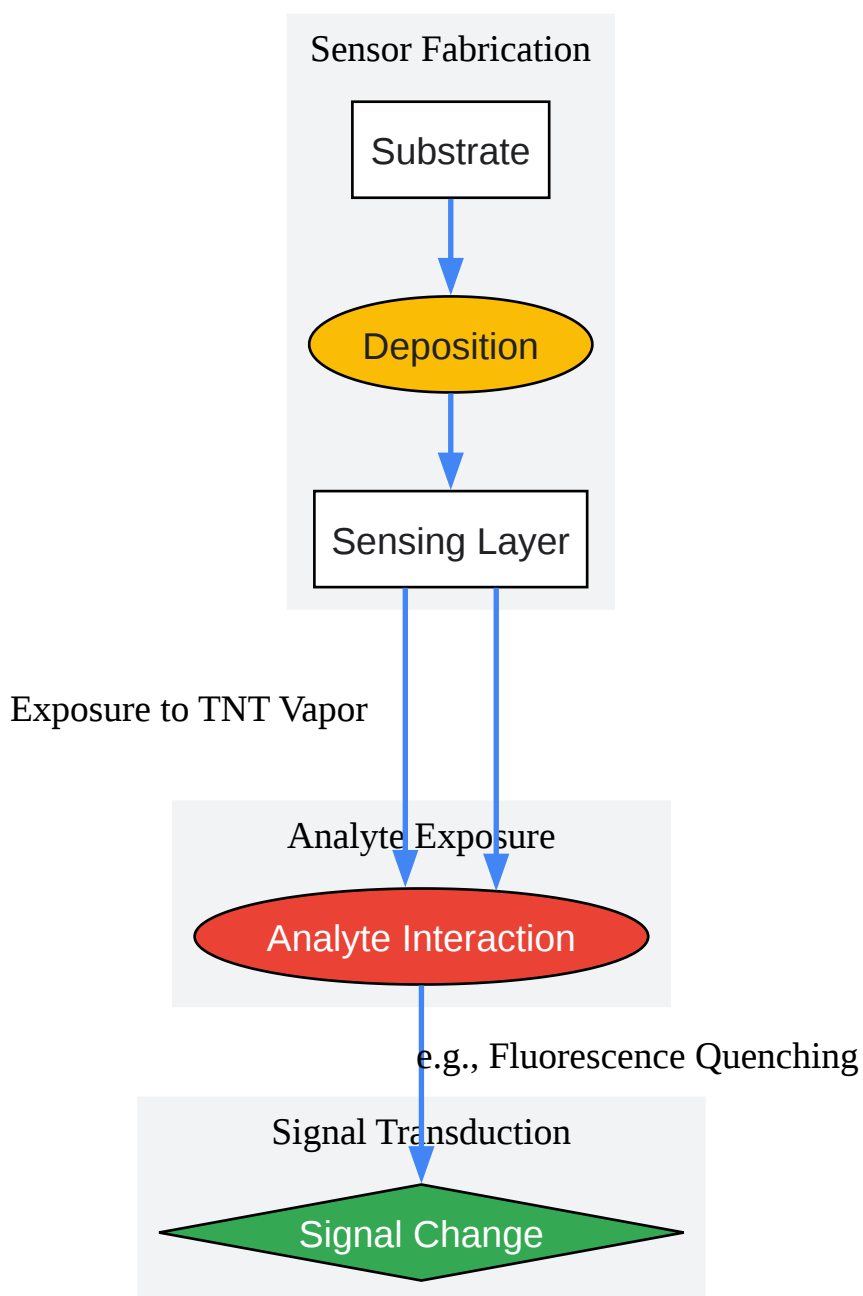 Sensor Fabrication
Substrate
Deposition
Sensing Layer
Exposure to TNT Vapor
Analyte Exposure
Analyte Interaction
e.g., Fluorescence Quenching
Signal Transduction
Signal Change